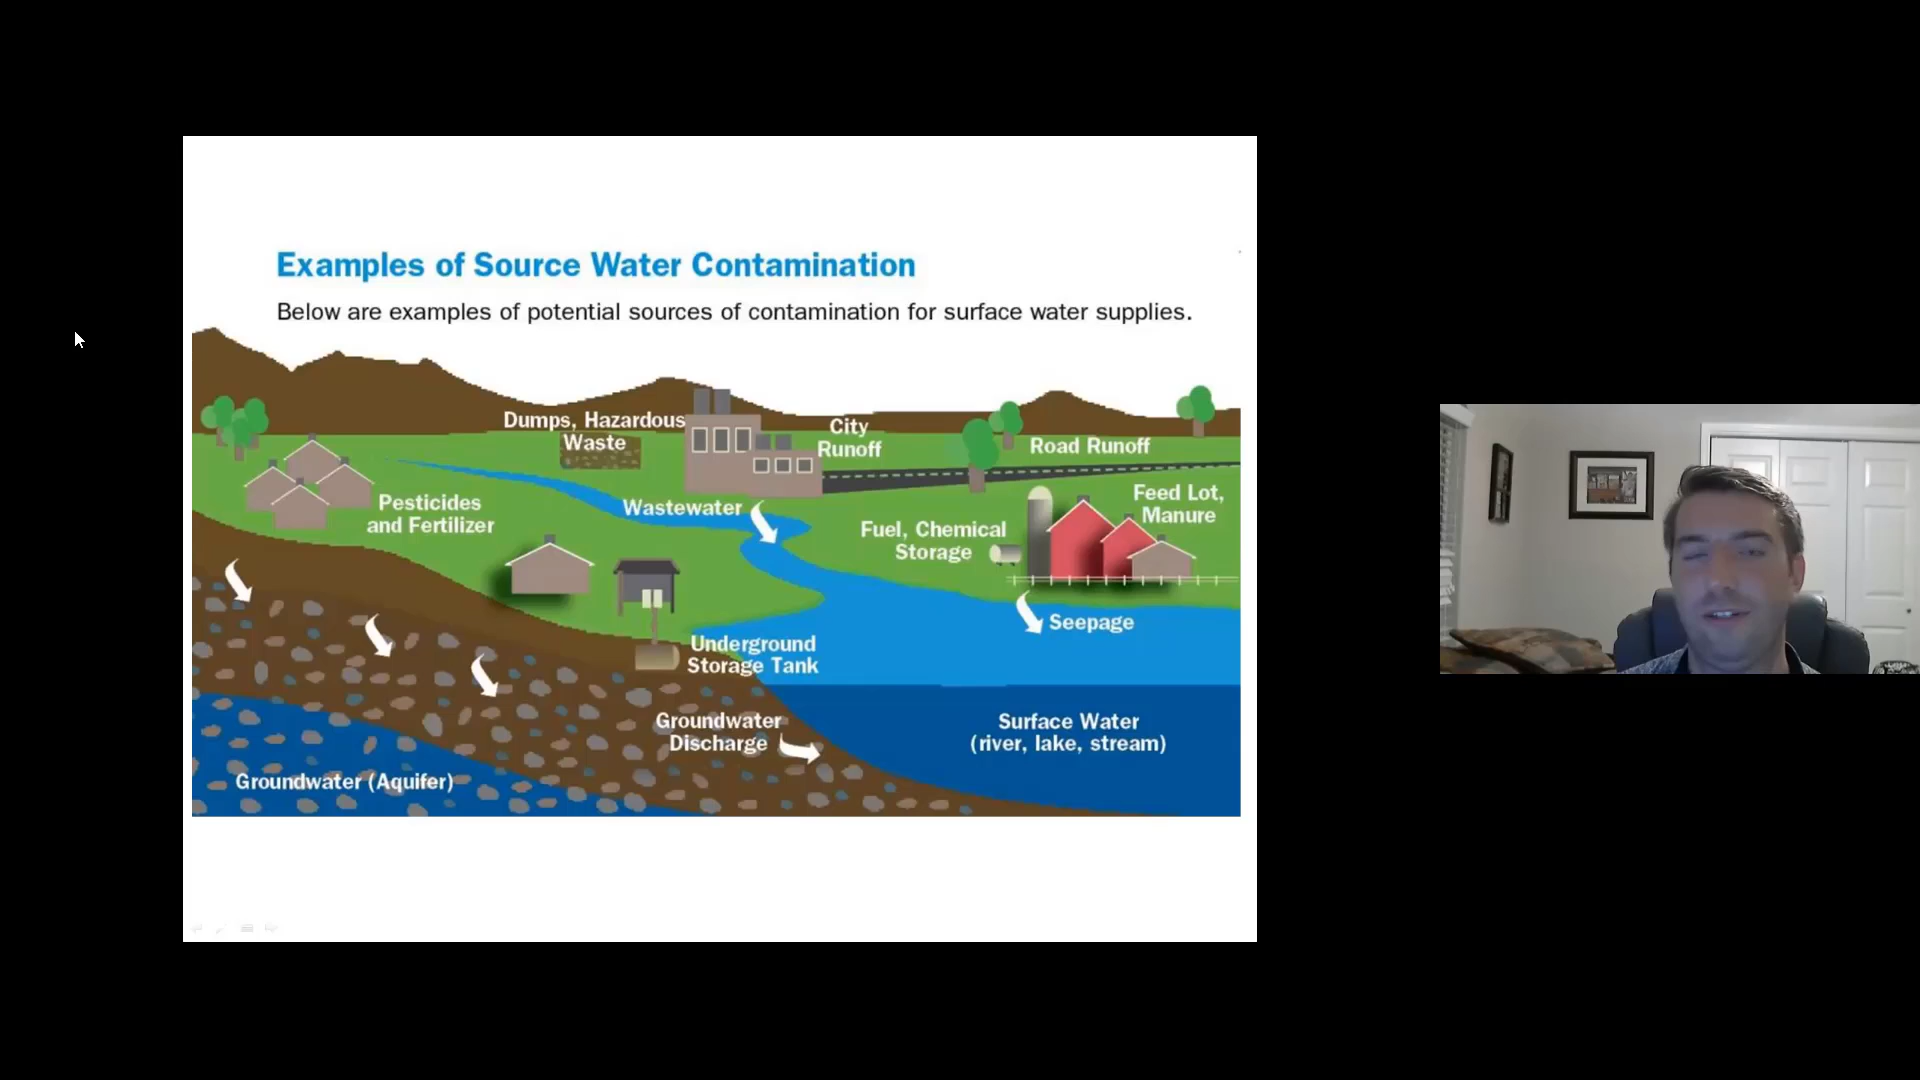 Examples of Source Water Contamination
Below are examples of potential sources of contamination for surface water supplies.
Dumps, Hazardous
Waste
City
Runoff
Road Runoff
Pesticides
and Fertilizer
Wastewater
Fuel, Chemical
Storage
Feed Lot,
Manure
Seepage
Underground
Storage Tank
Groundwater
Discharge
Surface Water
(river, lake, stream)
Groundwater (Aquifer)